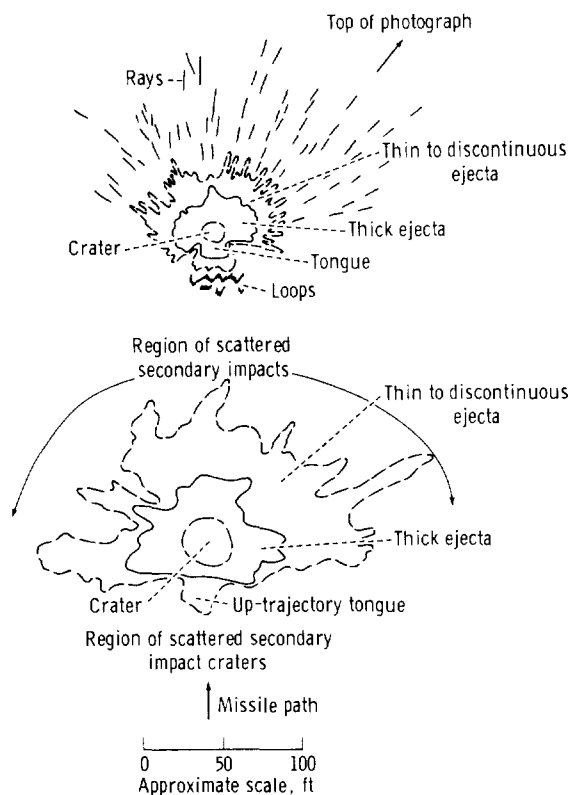 Top of photograph
Rays
Thin to discontinuous
ejecta
Thick ejecta
Crater
Tongue
Loops
Region of scattered
secondary impacts
Thin to discontinuous
ejecta
Thick ejecta
Crater
Up-trajectory tongue
Region of scattered secondary
impact craters
Missile path
0 50 100
Approximate scale, ft